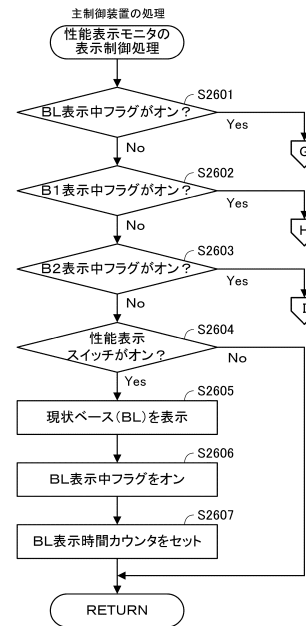 主制御装置の処理
性能表示モニタの
表示制御処理
S2601
BL表示中フラグがオン?
Yes
G
No
S2602
B1表示中フラグがオン?
Yes
H
No
S2603
B2表示中フラグがオン?
Yes
I
No
S2604
性能表示
スイッチがオン?
No
Yes
S2605
現状ベース(BL)を表示
S2606
BL表示中フラグをオン
S2607
BL表示時間カウンタをセット
RETURN